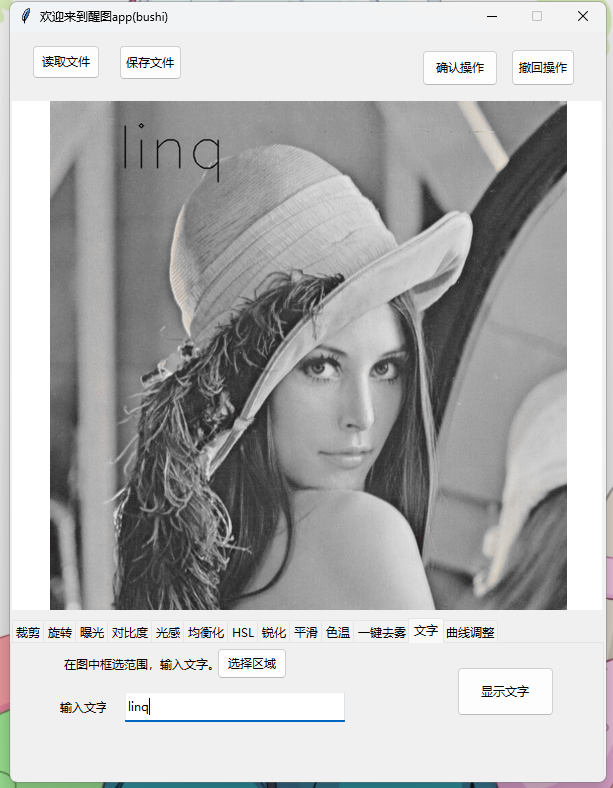 欢迎来到醒图app(bushi)
读取文件 保存文件 确认操作 撤回操作
linq
裁剪 旋转 曝光 对比度 光感 均衡化 HSL 锐化 平滑 色温 一键去雾 文字 曲线调整
在图中框选范围，输入文字。 选择区域
输入文字 linq 显示文字